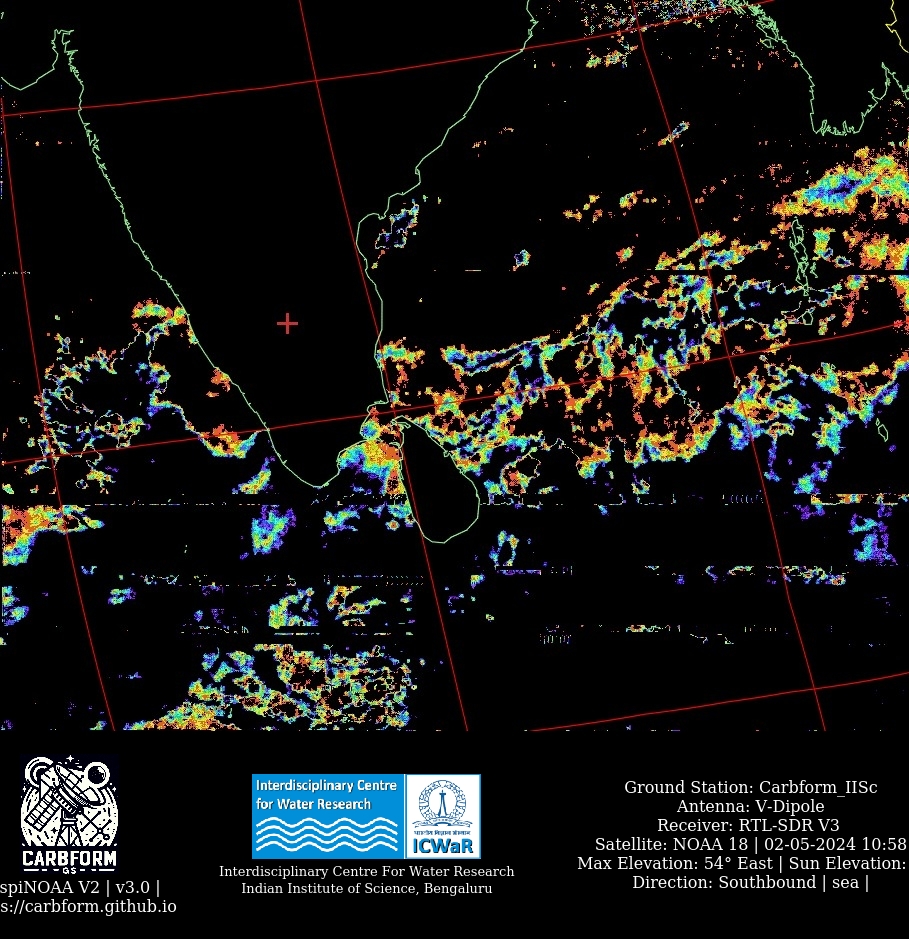 Interdisciplinary Centre
for Water Research
ICWaR
CARBFORM
GS
spiNOAA V2 | v3.0 |
s://carbform.github.io
Interdisciplinary Centre For Water Research
Indian Institute of Science, Bengaluru
Ground Station: Carbform_IISc
Antenna: V-Dipole
Receiver: RTL-SDR V3
Satellite: NOAA 18 | 02-05-2024 10:58
Max Elevation: 54° East | Sun Elevation:
Direction: Southbound | sea |